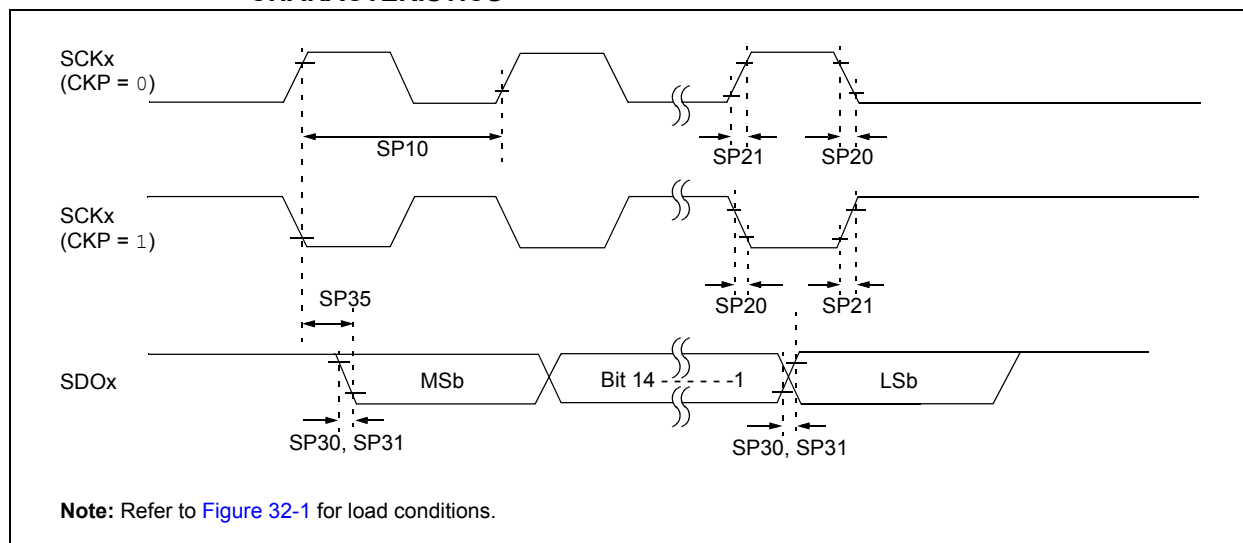 CHARACTERISTICS
SCKx
(CKP = 0)
SP10
SP21
SP20
SCKx
(CKP = 1)
SP35
SP20
SP21
SDOx
MSb
Bit 14 - - - - - -1
LSb
SP30, SP31
SP30, SP31
Note: Refer to Figure 32-1 for load conditions.